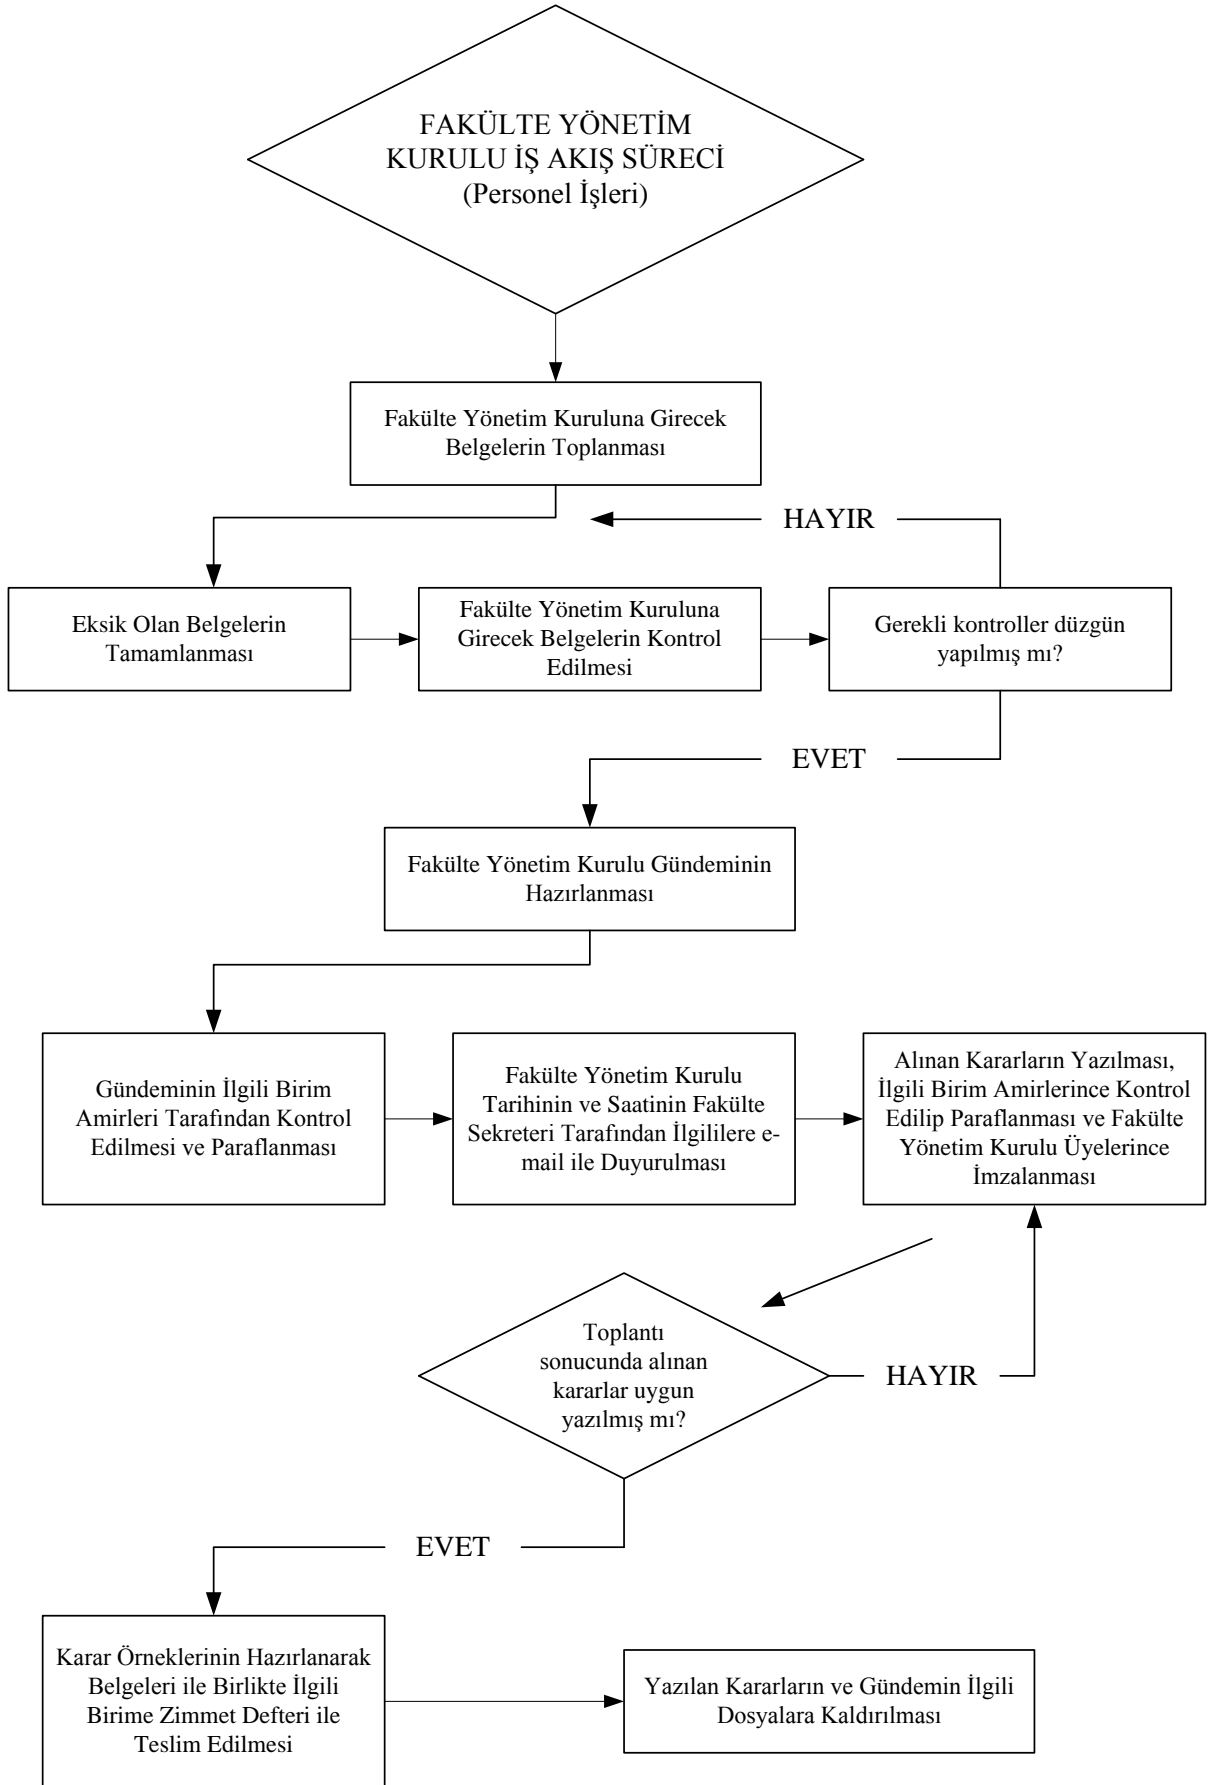 FAKÜLTE YÖNETİM
KURULU İŞ AKIŞ SÜRECİ
(Personel İşleri)
Fakülte Yönetim Kuruluna Girecek
Belgelerin Toplanması
HAYIR
Eksik Olan Belgelerin
Tamamlanması
Fakülte Yönetim Kuruluna
Girecek Belgelerin Kontrol
Edilmesi
Gerekli kontroller düzgün
yapılmış mı?
EVET
Fakülte Yönetim Kurulu Gündeminin
Hazırlanması
Gündeminin İlgili Birim
Amirleri Tarafından Kontrol
Edilmesi ve Paraflanması
Fakülte Yönetim Kurulu
Tarihinin ve Saatinin Fakülte
Sekreteri Tarafından İlgililere e-
mail ile Duyurulması
Alınan Kararların Yazılması,
İlgili Birim Amirlerince Kontrol
Edilip Paraflanması ve Fakülte
Yönetim Kurulu Üyelerince
İmzalanması
Toplantı
sonucunda alınan
kararlar uygun
yazılmış mı?
HAYIR
EVET
Karar Örneklerinin Hazırlanarak
Belgeleri ile Birlikte İlgili
Birime Zimmet Defteri ile
Teslim Edilmesi
Yazılan Kararların ve Gündemin İlgili
Dosyalara Kaldırılması